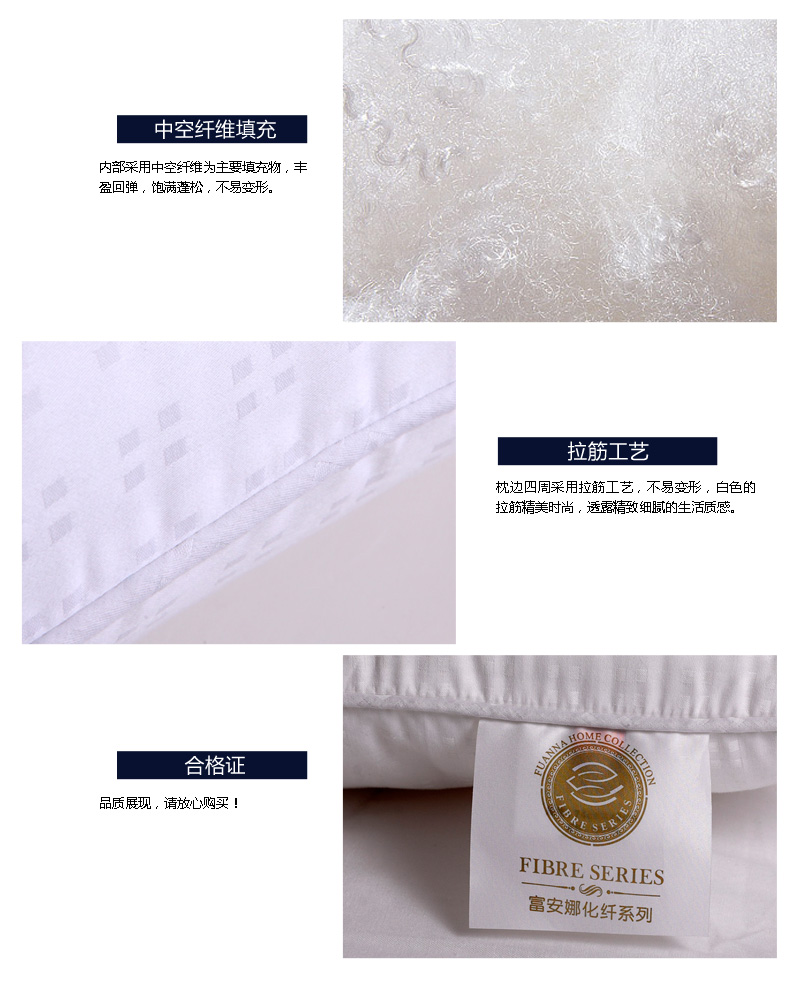 中空纤维填充
内部采用中空纤维为主要填充物，丰
盈回弹，饱满蓬松，不易变形。
拉筋工艺
枕边四周采用拉筋工艺，不易变形，白色的
拉筋精美时尚，透露精致细腻的生活质感。
合格证
品质展现，请放心购买！
FUANNA HOME COLLECTION
FIBRE SERIES
FIBRE SERIES
富安娜化纤系列